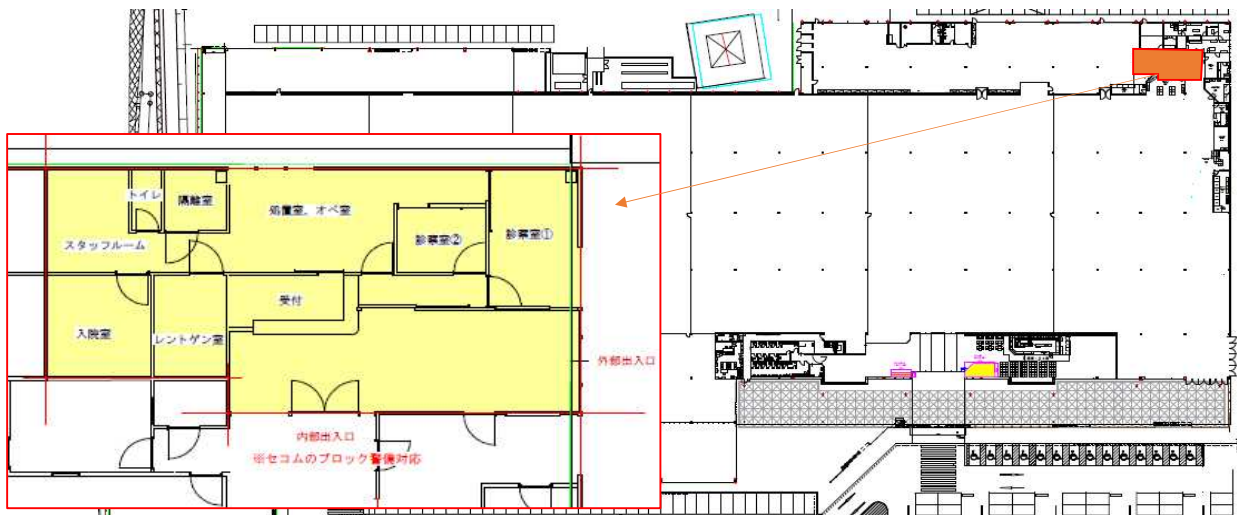 トイレ
隔離室
処置室、オペ室
診察室②
診察室①
スタッフルーム
受付
入院室
レントゲン室
外部出入口
内部出入口
※セコムのブロック警備対応